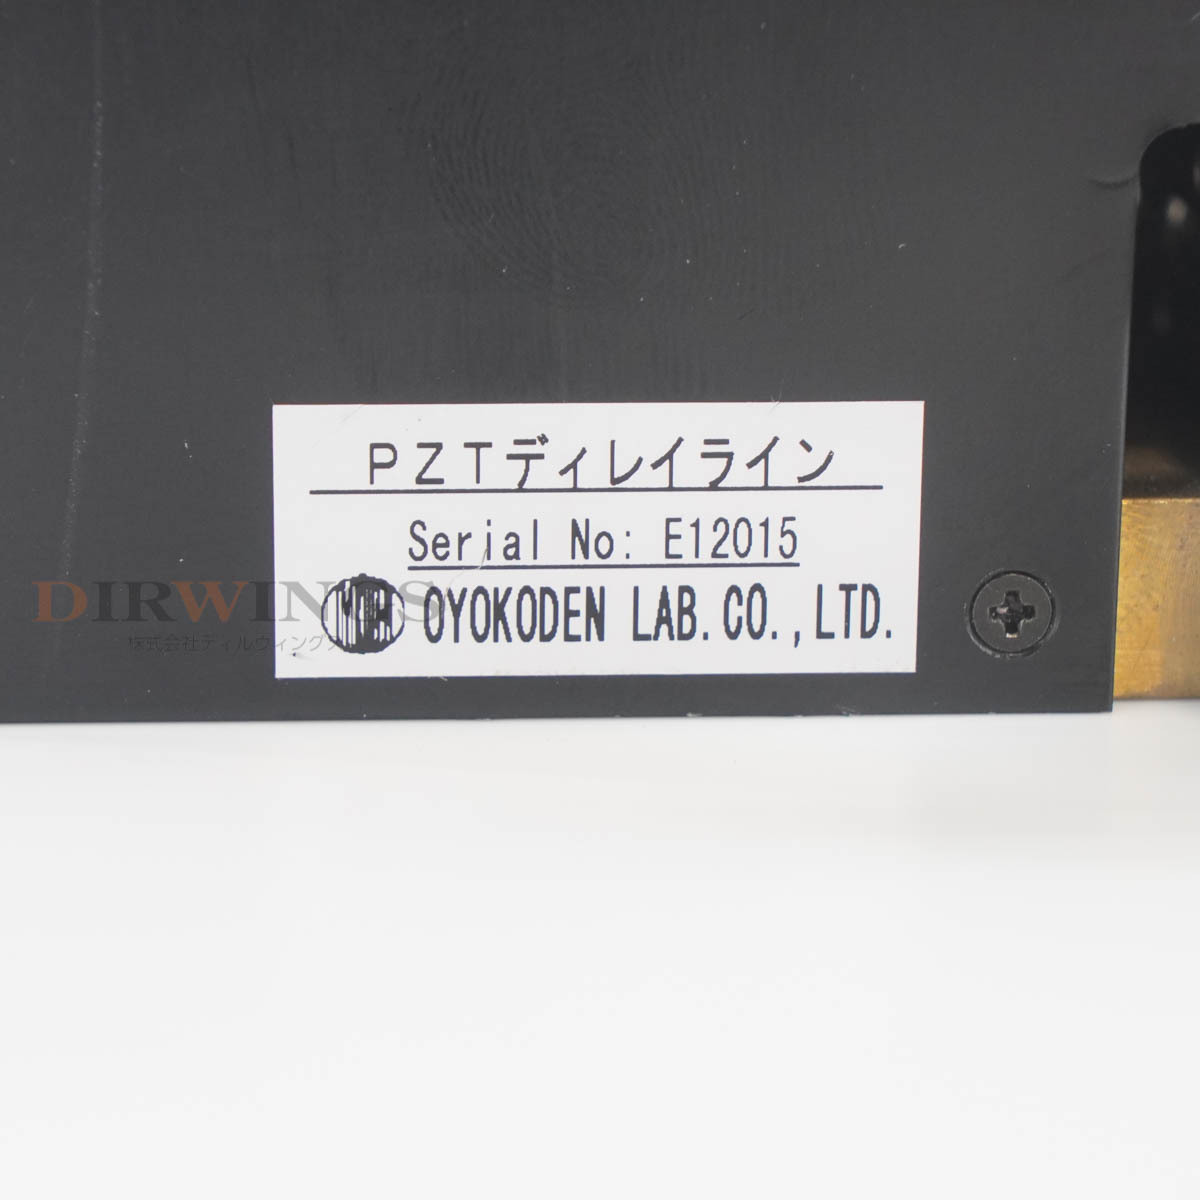 ＰＺＴディレイライン
Serial No: E12015
OYOKODEN LAB.CO.,LTD.
DIRWINGS
株式会社ディルウィングス